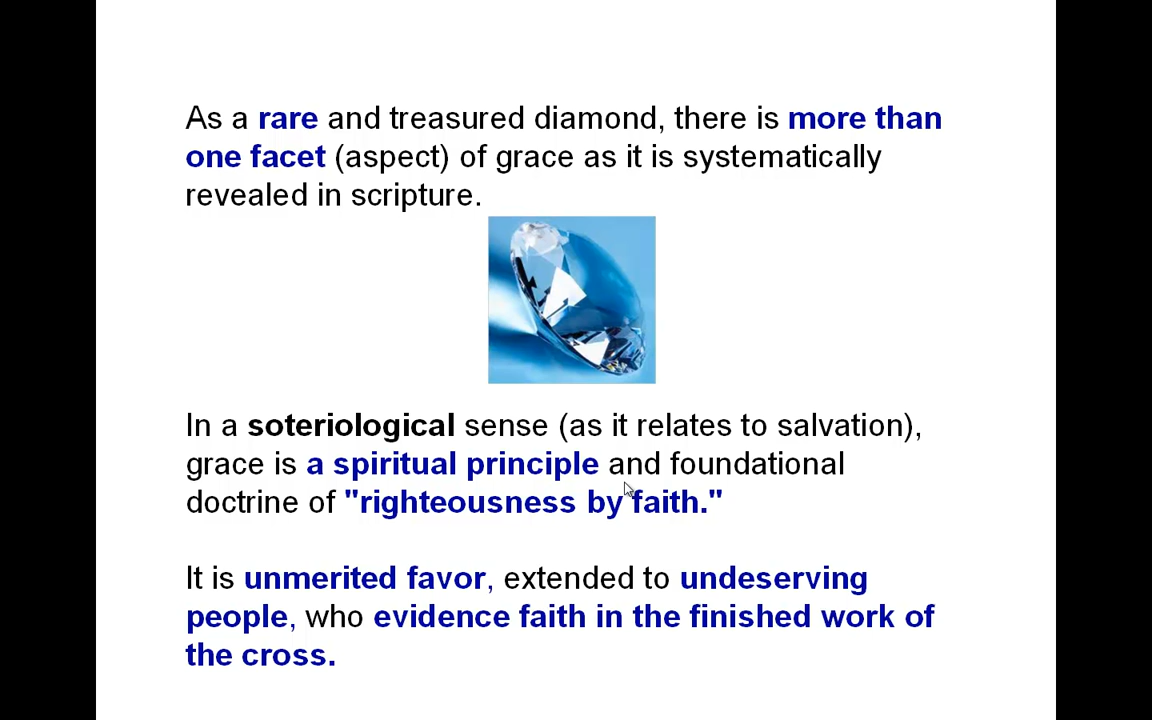 As a rare and treasured diamond, there is more than
one facet (aspect) of grace as it is systematically
revealed in scripture.
In a soteriological sense (as it relates to salvation),
grace is a spiritual principle and foundational
doctrine of "righteousness by faith."
It is unmerited favor, extended to undeserving
people, who evidence faith in the finished work of
the cross.